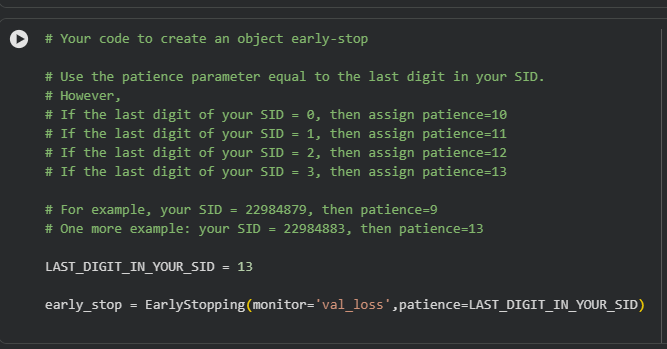 # Your code to create an object early-stop
# Use the patience parameter equal to the last digit in your SID.
# However,
# If the last digit of your SID = 0, then assign patience=10
# If the last digit of your SID = 1, then assign patience=11
# If the last digit of your SID = 2, then assign patience=12
# If the last digit of your SID = 3, then assign patience=13
# For example, your SID = 22984879, then patience=9
# One more example: your SID = 22984883, then patience=13
LAST_DIGIT_IN_YOUR_SID = 13
early_stop = EarlyStopping(monitor='val_loss',patience=LAST_DIGIT_IN_YOUR_SID)